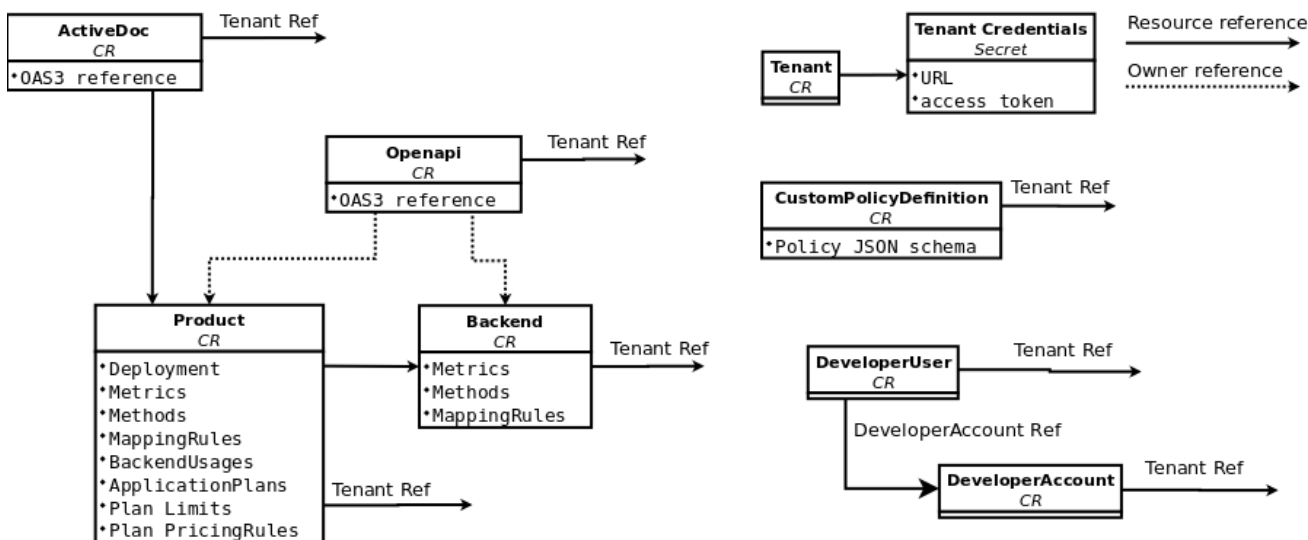 ActiveDoc
CR
OAS3 reference
Tenant Ref
Openapi
CR
OAS3 reference
Tenant Ref
Product
CR
Deployment
Metrics
Methods
MappingRules
BackendUsages
ApplicationPlans
Plan Limits
Plan PricingRules
Tenant Ref
Backend
CR
Metrics
Methods
MappingRules
Tenant Ref
Tenant
CR
Tenant Credentials
Secret
URL
access token
Resource reference
Owner reference
CustomPolicyDefinition
CR
Policy JSON schema
Tenant Ref
DeveloperUser
CR
Tenant Ref
DeveloperAccount Ref
DeveloperAccount
CR
Tenant Ref